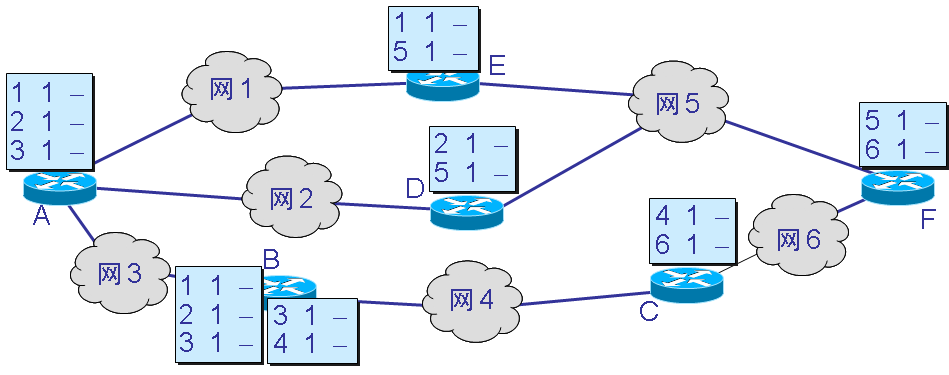 1 1 –
5 1 –
E
网 1
1 1 –
2 1 –
3 1 –
网 5
5 1 –
6 1 –
2 1 –
5 1 –
D
网 2
A
F
4 1 –
6 1 –
网 6
B
网 3
1 1 –
2 1 –
3 1 –
3 1 –
4 1 –
网 4
C